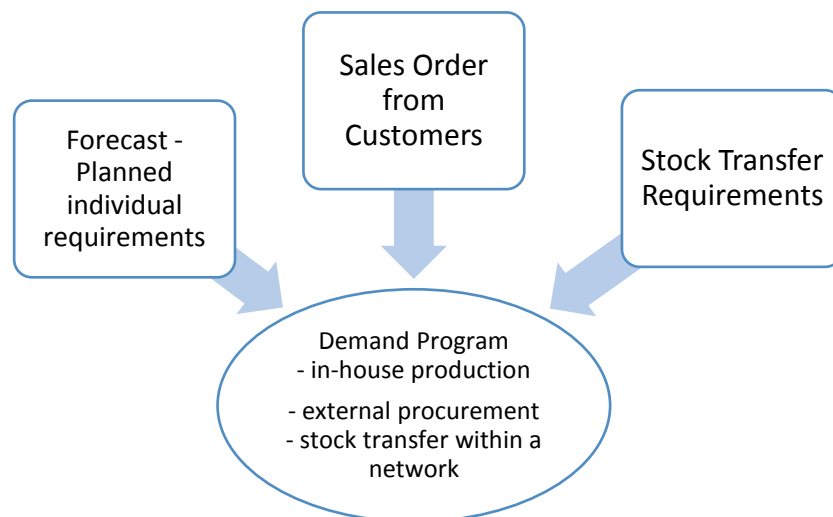 Forecast -
Planned
individual
requirements
Sales Order
from
Customers
Stock Transfer
Requirements
Demand Program
- in-house production
- external procurement
- stock transfer within a
network